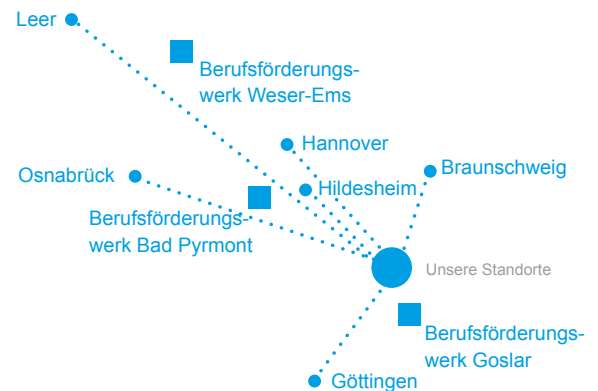 Leer
Berufsförderungs-
werk Weser-Ems
Hannover
Braunschweig
Osnabrück
Hildesheim
Berufsförderungs-
werk Bad Pyrmont
Unsere Standorte
Berufsförderungs-
werk Goslar
Göttingen